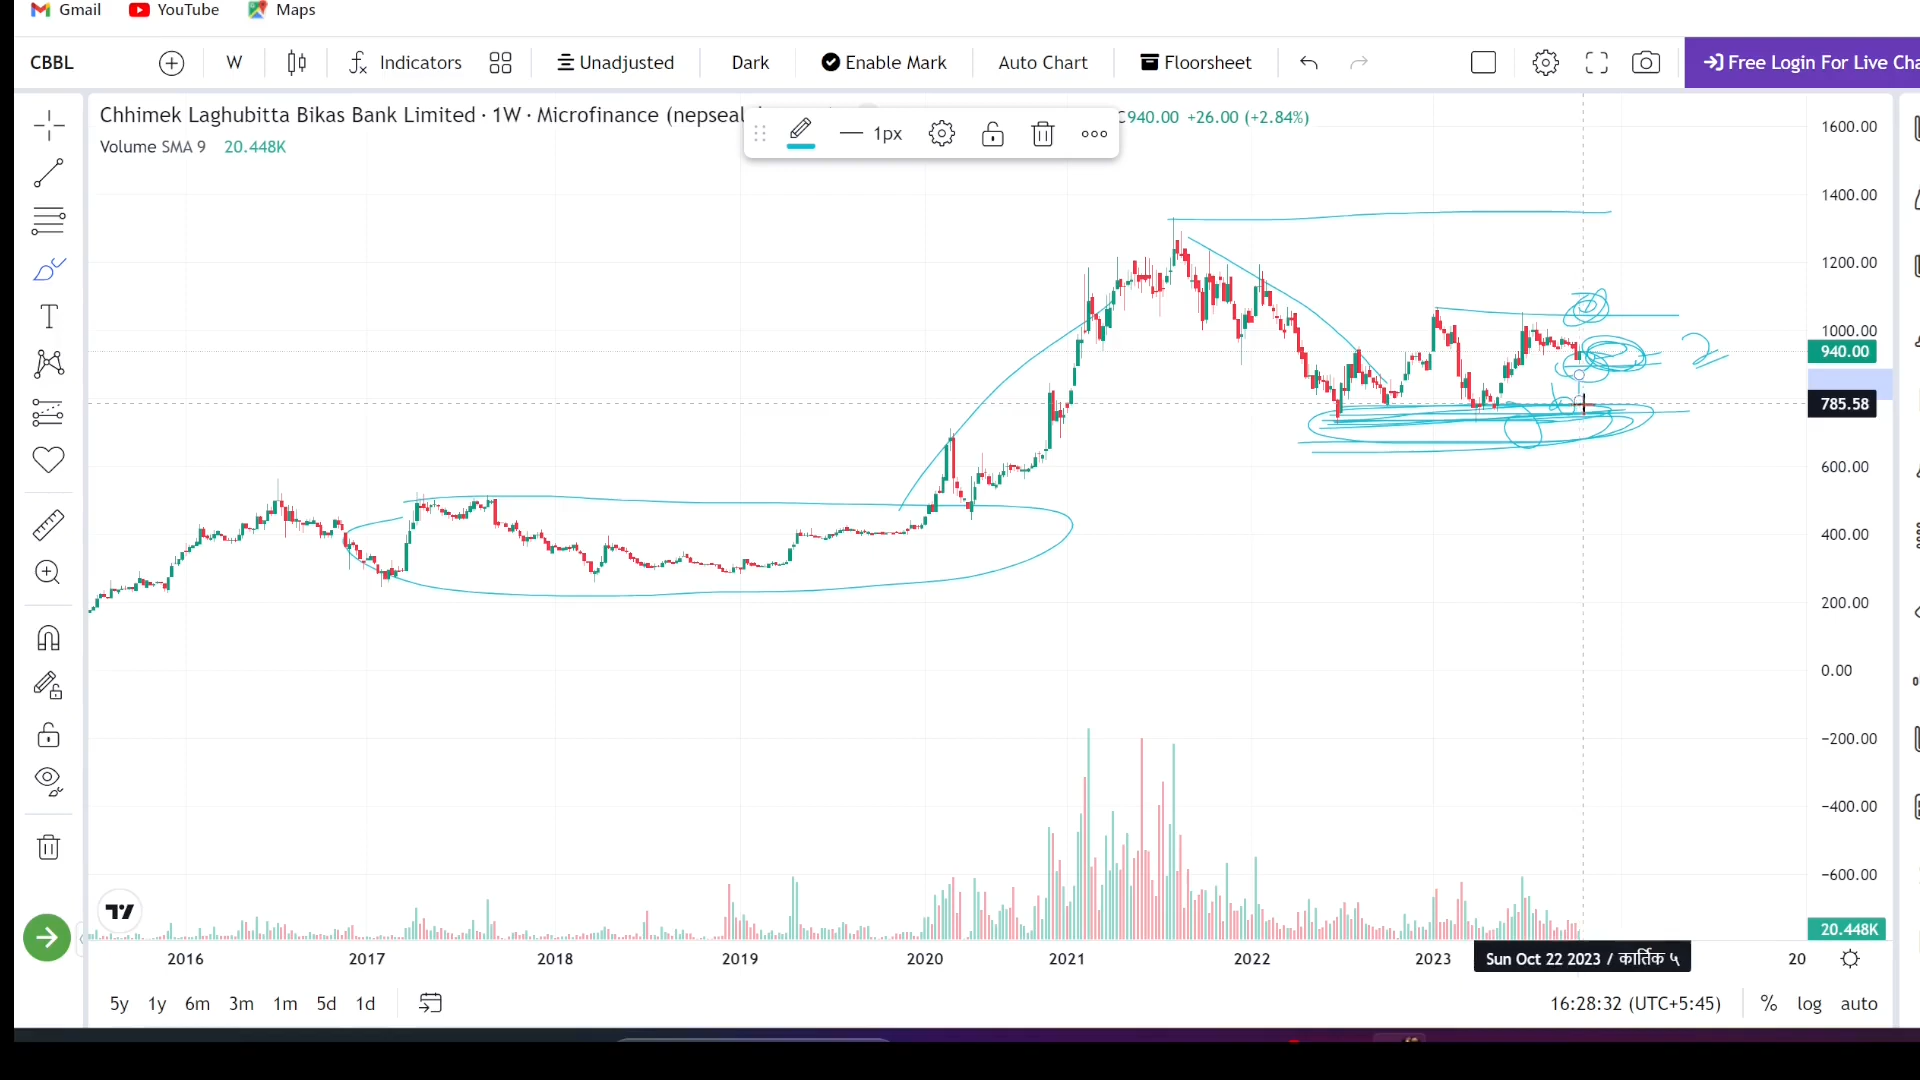 Gmail YouTube Maps
CBBL W Indicators Unadjusted Dark Enable Mark Auto Chart Floorsheet Free Login For Live Cha
Chhimek Laghubitta Bikas Bank Limited · 1W · Microfinance (nepseal C940.00 +26.00 (+2.84%)
1px
Volume SMA 9 20.448K
1600.00
1400.00
1200.00
1000.00
940.00
785.58
600.00
400.00
200.00
0.00
−200.00
−400.00
−600.00
20.448K
2016 2017 2018 2019 2020 2021 2022 2023 Sun Oct 22 2023 / कार्तिक ५ 20
5y 1y 6m 3m 1m 5d 1d 16:28:32 (UTC+5:45) % log auto